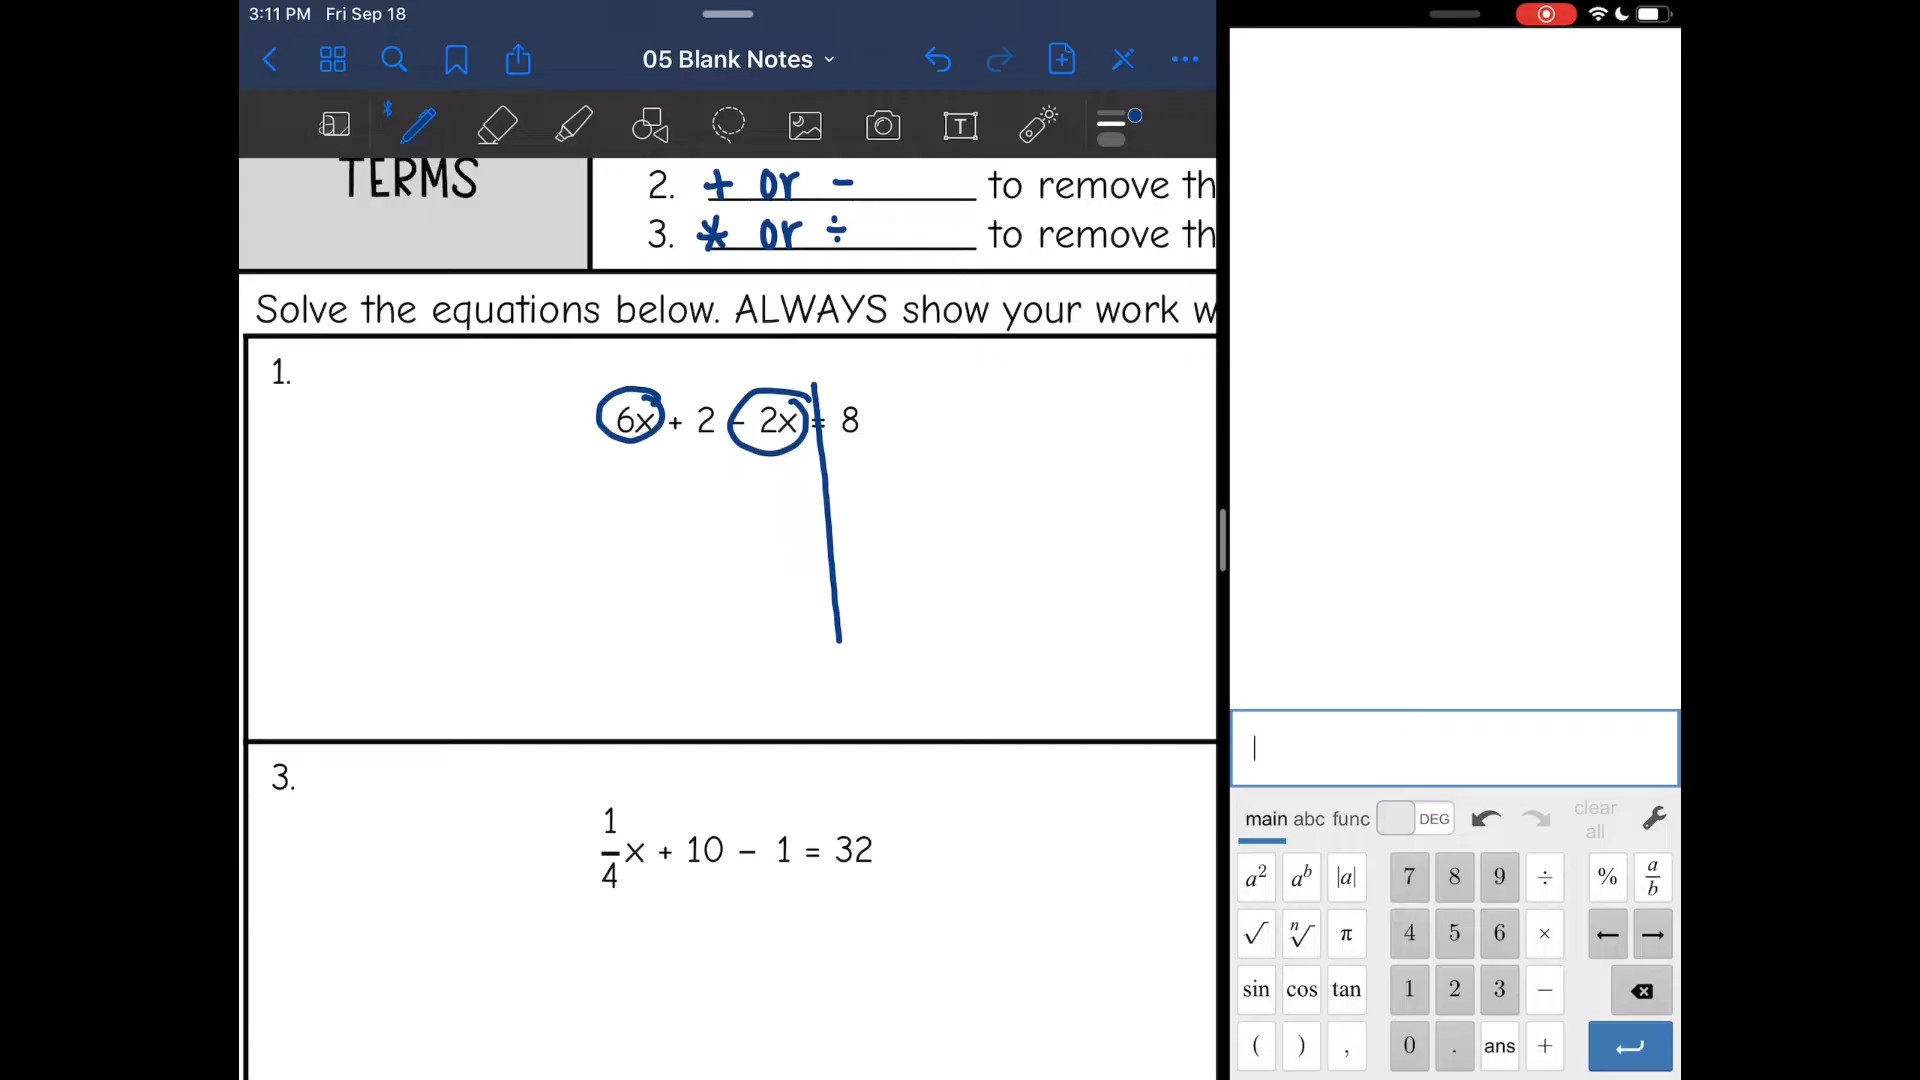 3:11 PM Fri Sep 18
05 Blank Notes
TERMS
2. + or - to remove th
3. * or ÷ to remove th
Solve the equations below. ALWAYS show your work w
1.
6x + 2 - 2x = 8
3.
1/4x + 10 - 1 = 32
main abc func DEG clear all
a² aᵇ |a| 7 8 9 ÷ % a/b
√ ⁿ√ π 4 5 6 × ← →
sin cos tan 1 2 3 −
( ) , 0 . ans +